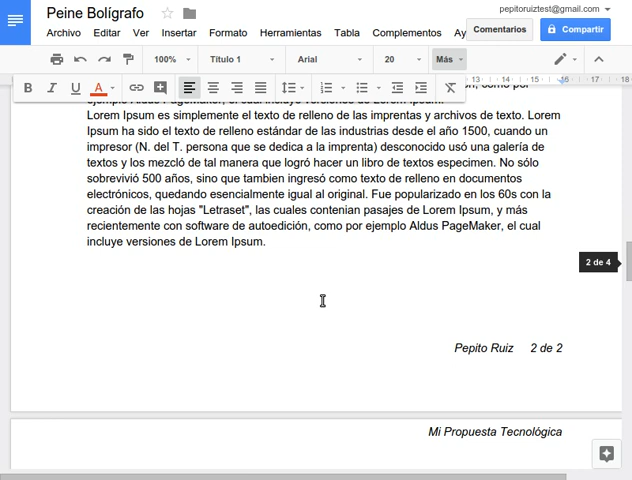 Peine Bolígrafo
pepitoruiztest@gmail.com
Archivo Editar Ver Insertar Formato Herramientas Tabla Complementos Ay
Comentarios
Compartir
100% Título 1 Arial 20 Más
B I U A
13 14 15 16 17 18
Lorem Ipsum es simplemente el texto de relleno de las imprentas y archivos de texto. Lorem
Ipsum ha sido el texto de relleno estándar de las industrias desde el año 1500, cuando un
impresor (N. del T. persona que se dedica a la imprenta) desconocido usó una galería de
textos y los mezcló de tal manera que logró hacer un libro de textos especimen. No sólo
sobrevivió 500 años, sino que tambien ingresó como texto de relleno en documentos
electrónicos, quedando esencialmente igual al original. Fue popularizado en los 60s con la
creación de las hojas "Letraset", las cuales contenian pasajes de Lorem Ipsum, y más
recientemente con software de autoedición, como por ejemplo Aldus PageMaker, el cual
incluye versiones de Lorem Ipsum.
2 de 4
Pepito Ruiz 2 de 2
Mi Propuesta Tecnológica